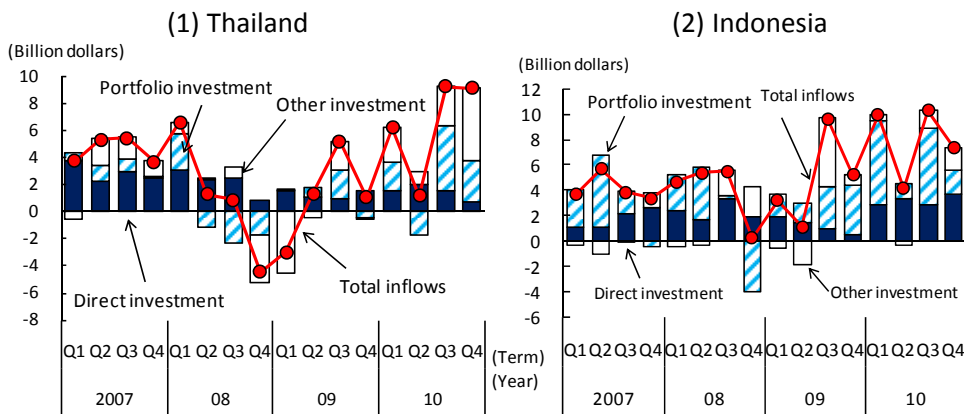 (1) Thailand
(Billion dollars)
10
8
6
4
2
0
-2
-4
-6
-8
Portfolio investment
Other investment
Direct investment
Total inflows
Q1 Q2 Q3 Q4 Q1 Q2 Q3 Q4 Q1 Q2 Q3 Q4 Q1 Q2 Q3 Q4
2007 08 09 10
(Term)
(Year)
(2) Indonesia
(Billion dollars)
12
10
8
6
4
2
0
-2
-4
-6
Portfolio investment
Total inflows
Direct investment
Other investment
Q1 Q2 Q3 Q4 Q1 Q2 Q3 Q4 Q1 Q2 Q3 Q4 Q1 Q2 Q3 Q4
2007 08 09 10